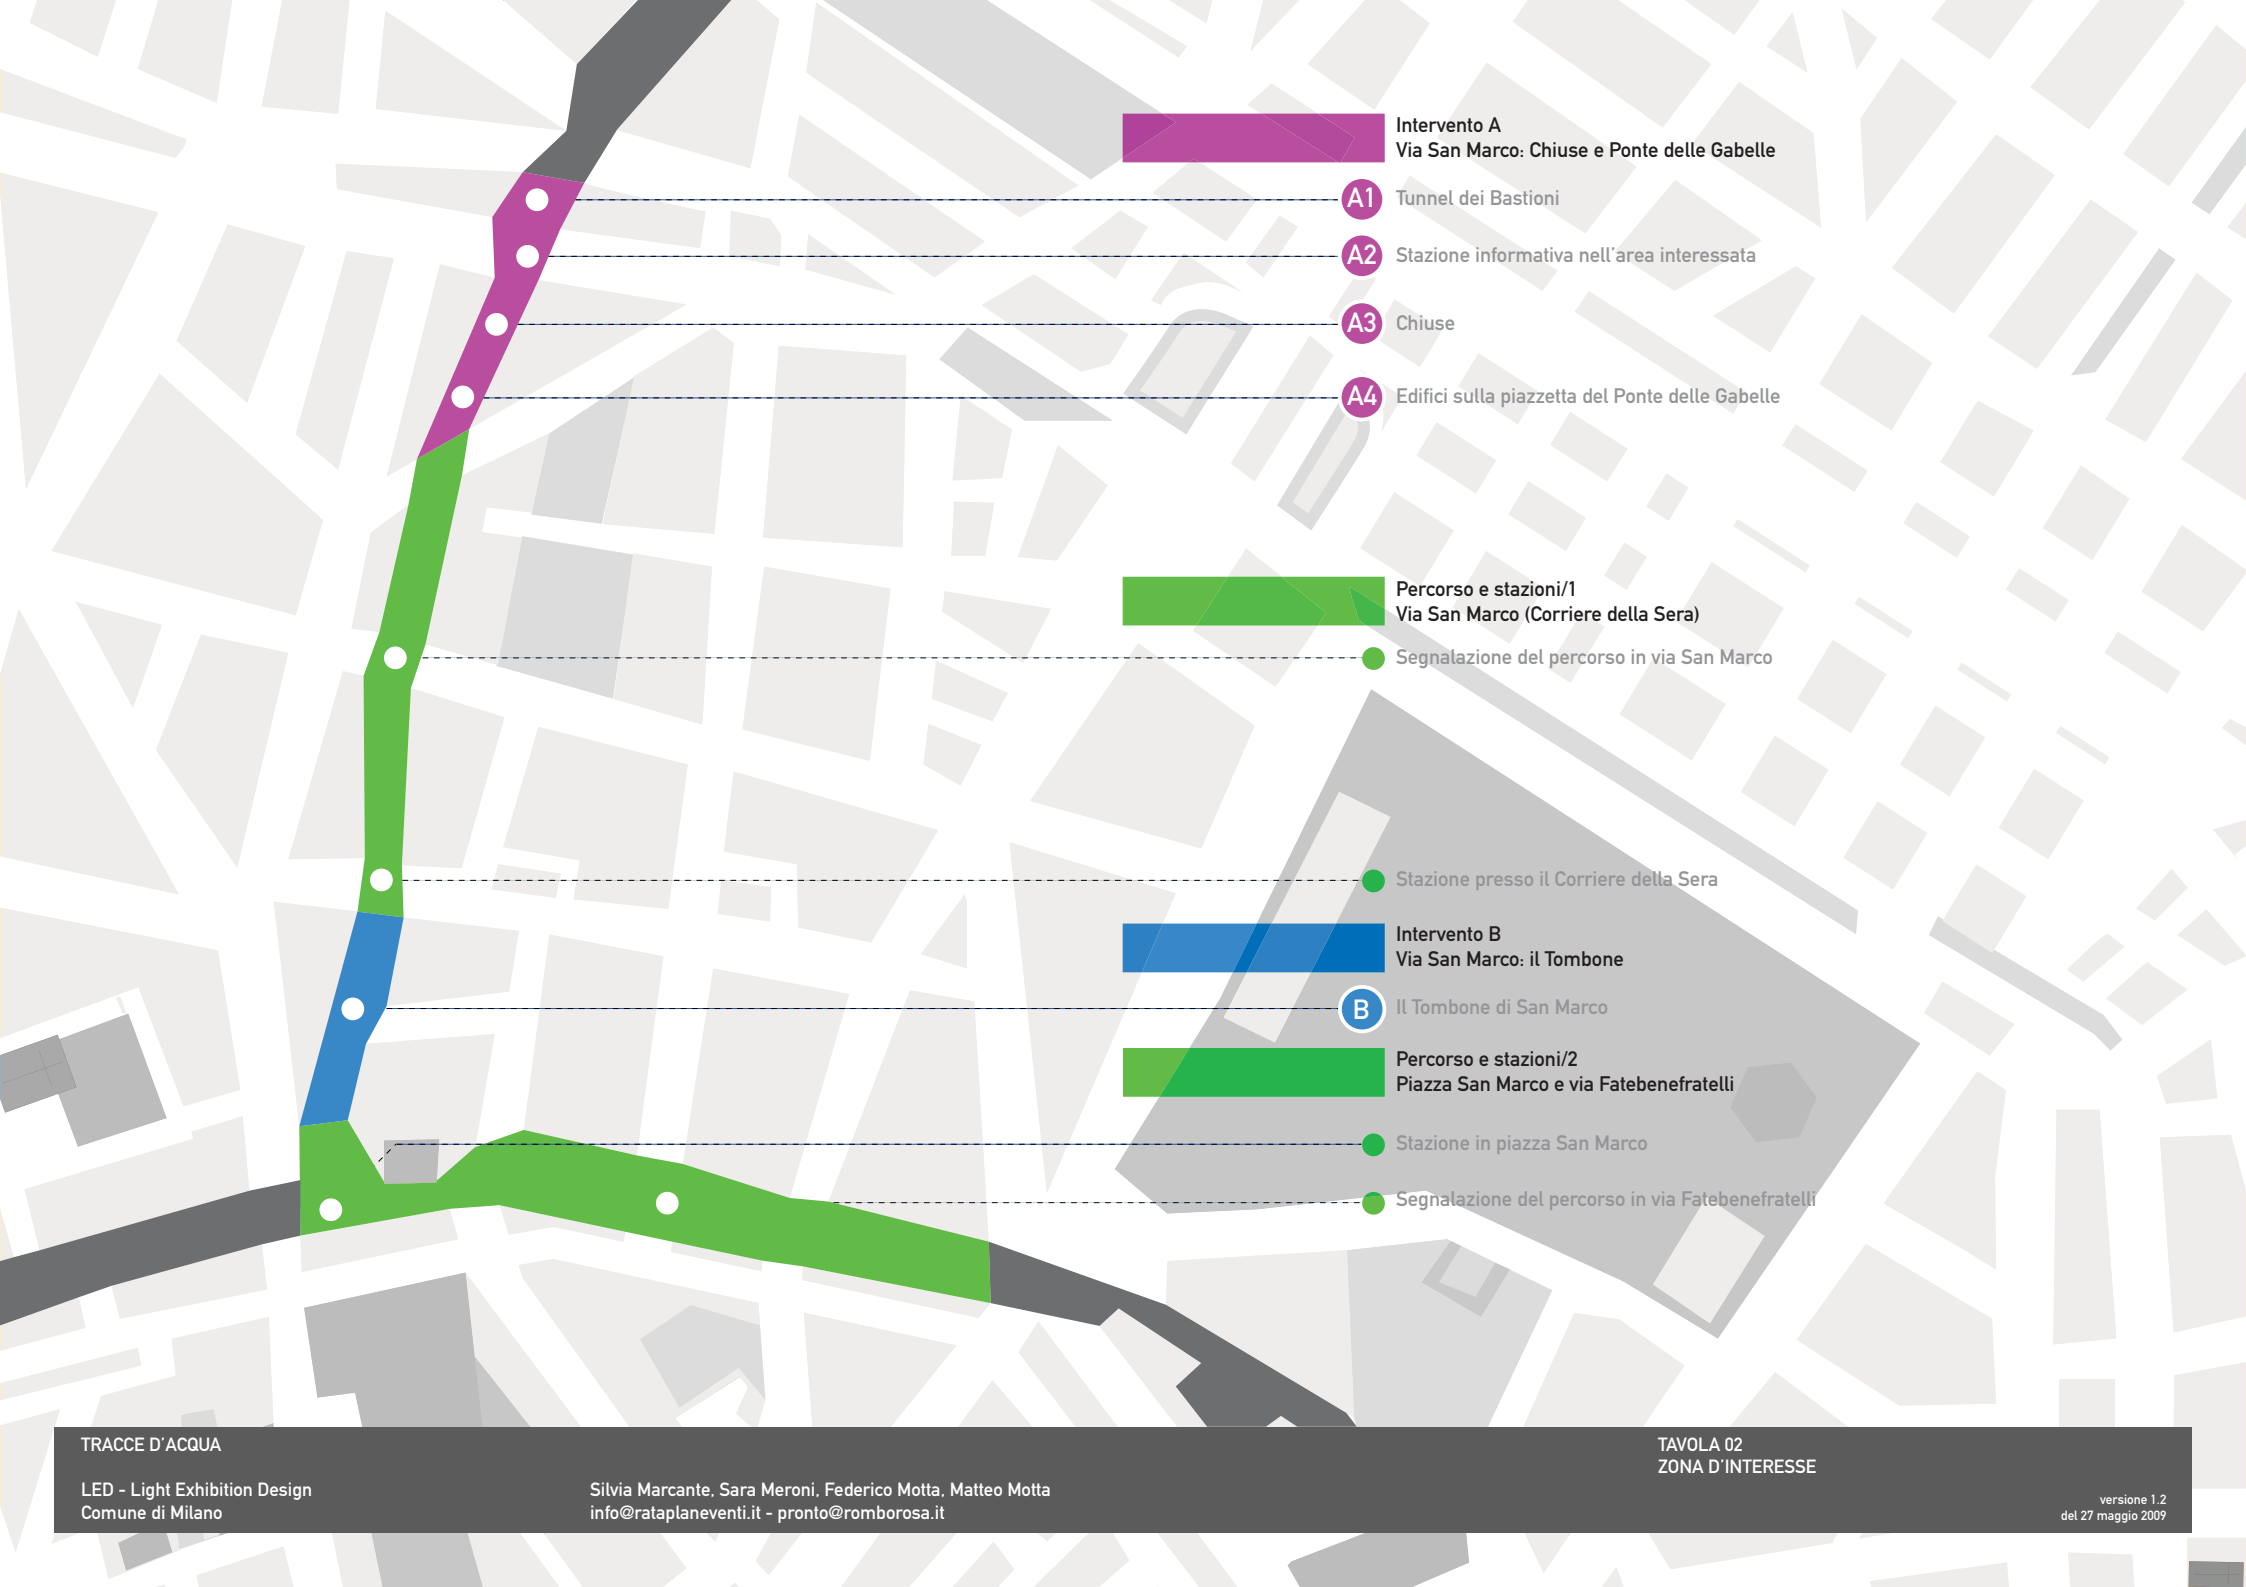 Intervento A
Via San Marco: Chiuse e Ponte delle Gabelle
A1 Tunnel dei Bastioni
A2 Stazione informativa nell'area interessata
A3 Chiuse
A4 Edifici sulla piazzetta del Ponte delle Gabelle
Percorso e stazioni/1
Via San Marco (Corriere della Sera)
Segnalazione del percorso in via San Marco
Stazione presso il Corriere della Sera
Intervento B
Via San Marco: il Tombone
B Il Tombone di San Marco
Percorso e stazioni/2
Piazza San Marco e via Fatebenefratelli
Stazione in piazza San Marco
Segnalazione del percorso in via Fatebenefratelli
TRACCE D'ACQUA
LED - Light Exhibition Design
Comune di Milano
Silvia Marcante, Sara Meroni, Federico Motta, Matteo Motta
info@rataplaneventi.it - pronto@romborosa.it
TAVOLA 02
ZONA D'INTERESSE
versione 1.2
del 27 maggio 2009